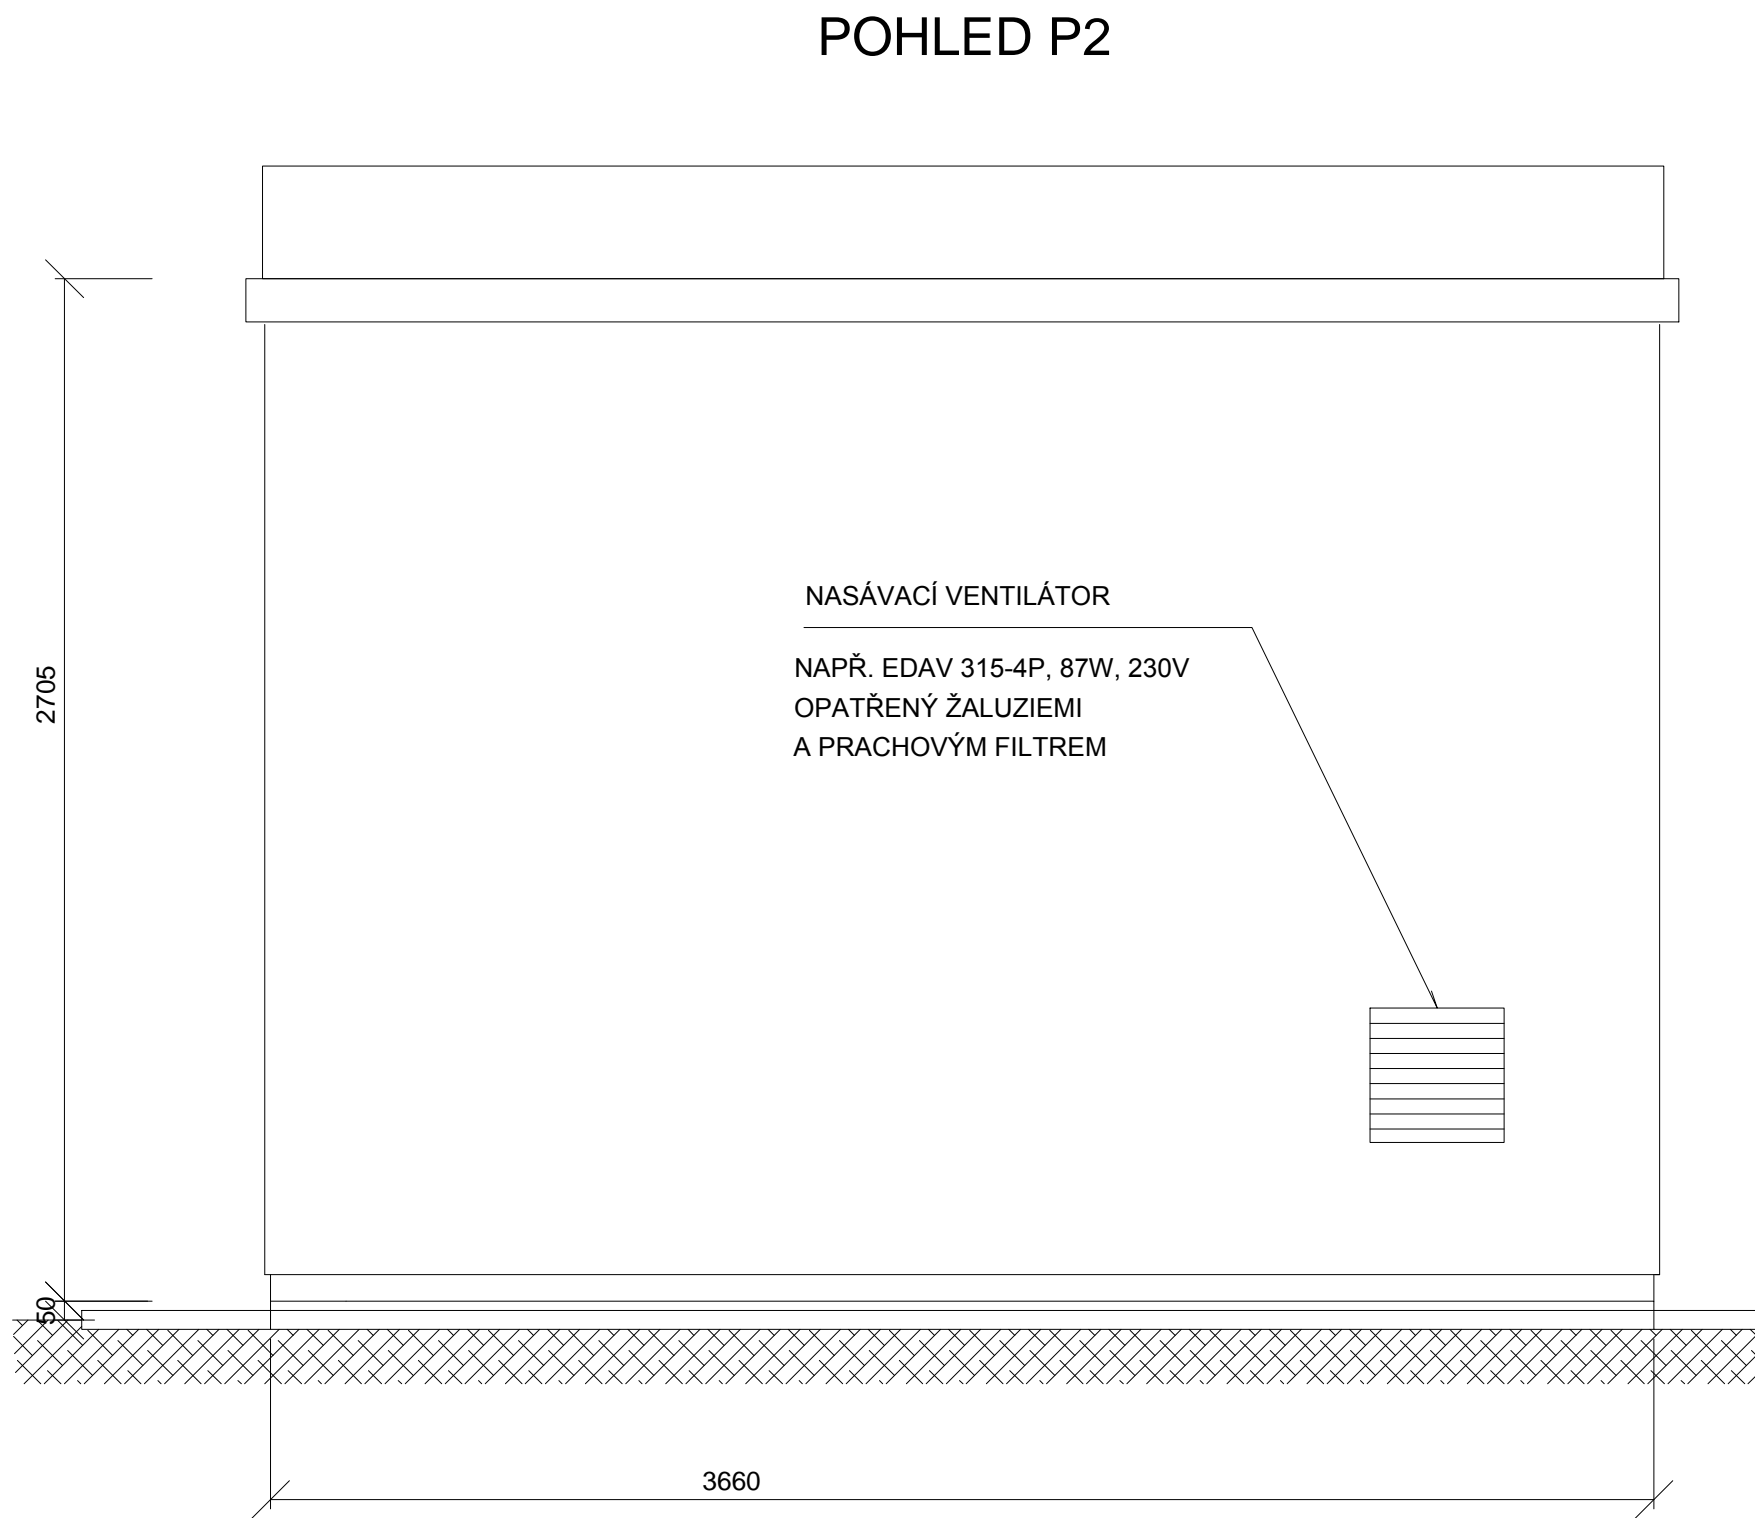 POHLED P2
NASÁVACÍ VENTILÁTOR
NAPŘ. EDAV 315-4P, 87W, 230V
OPATŘENÝ ŽALUZIEMI
A PRACHOVÝM FILTREM
2705
50
3660